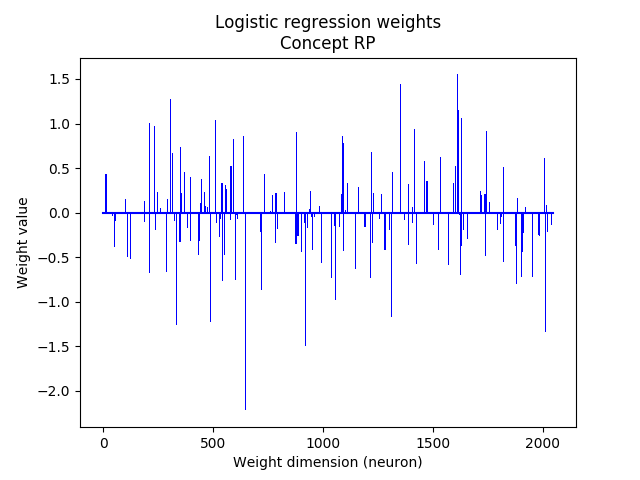 Logistic regression weights
Concept RP
1.5
1.0
0.5
0.0
−0.5
−1.0
−1.5
−2.0
Weight value
0 500 1000 1500 2000
Weight dimension (neuron)